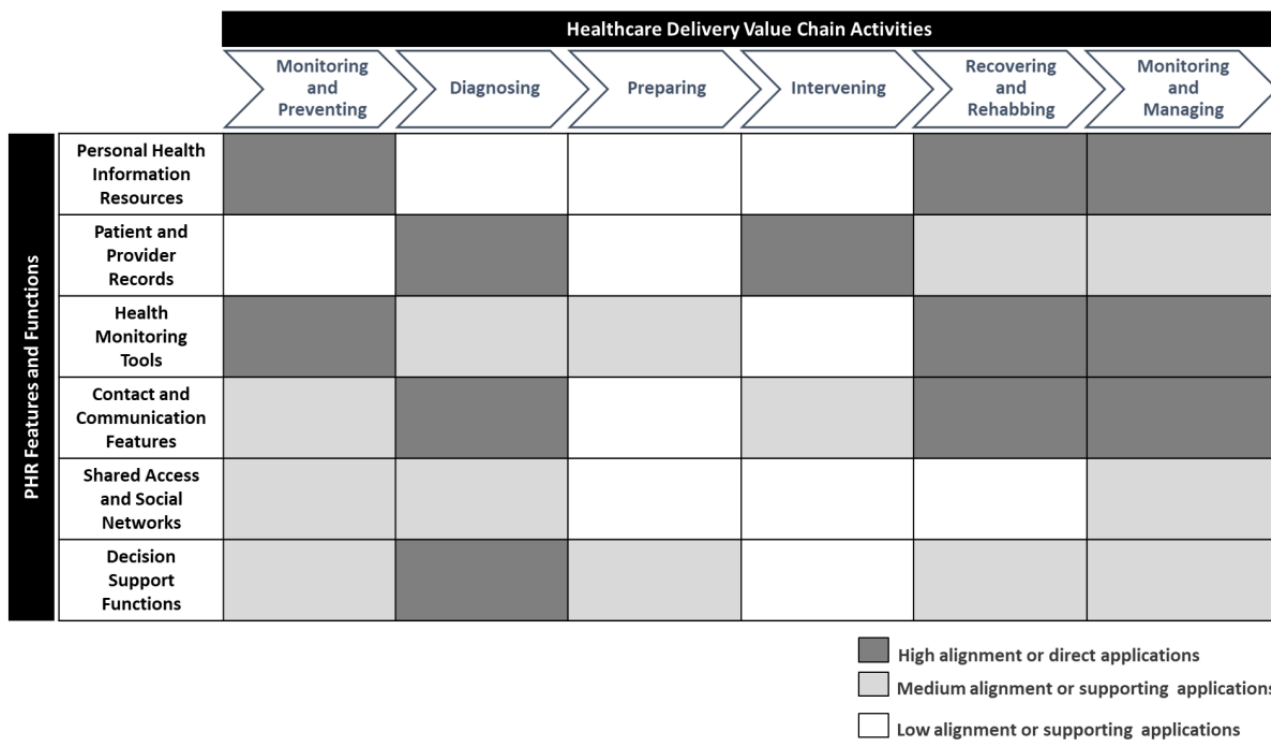 Healthcare Delivery Value Chain Activities
Monitoring
and
Preventing
Diagnosing
Preparing
Intervening
Recovering
and
Rehabbing
Monitoring
and
Managing
PHR Features and Functions
Personal Health
Information
Resources
Patient and
Provider
Records
Health
Monitoring
Tools
Contact and
Communication
Features
Shared Access
and Social
Networks
Decision
Support
Functions
High alignment or direct applications
Medium alignment or supporting applications
Low alignment or supporting applications